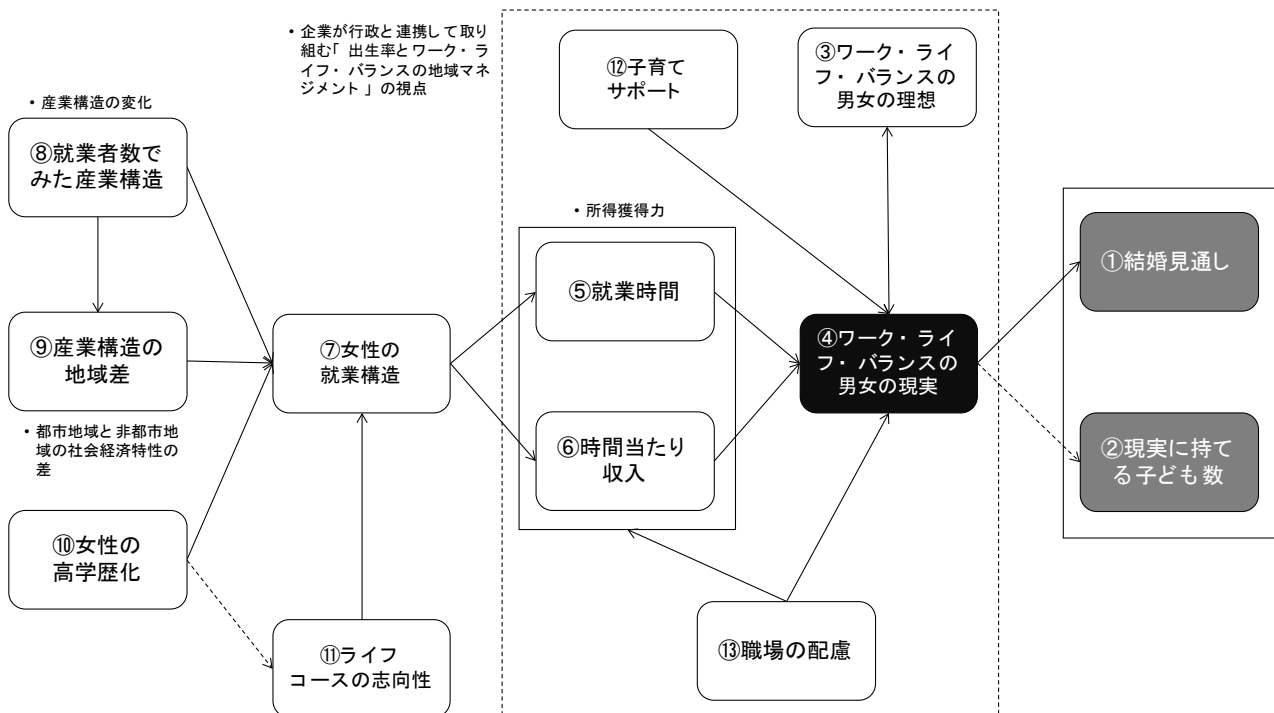 • 企業が行政と連携して取り
組む「 出生率とワーク・ラ
イフ・バランスの地域マネ
ジメント 」の視点
⑫子育て
サポート
③ワーク・ライ
フ・バランスの
男女の理想
• 産業構造の変化
⑧就業者数で
みた産業構造
• 所得獲得力
⑤就業時間
①結婚見通し
⑨産業構造の
地域差
⑦女性の
就業構造
④ワーク・ライ
フ・バランスの
男女の現実
• 都市地域と非都市地
域の社会経済特性の
差
⑥時間当たり
収入
②現実に持て
る子ども数
⑩女性の
高学歴化
⑪ライフ
コースの志向性
⑬職場の配慮